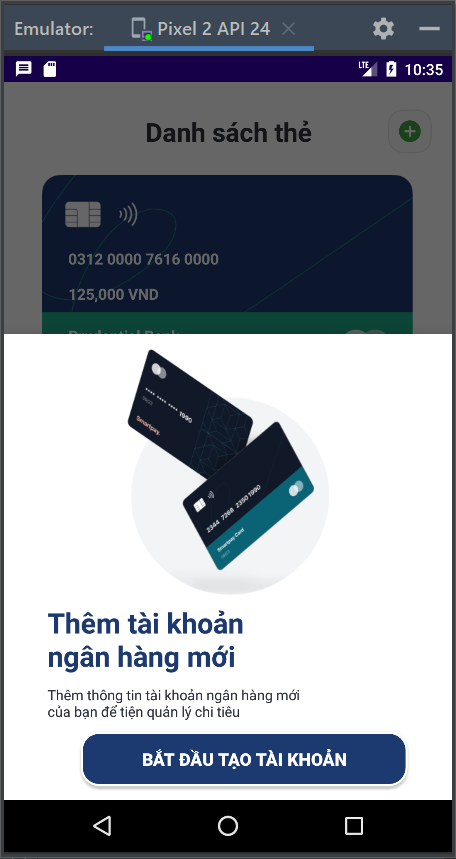 Emulator: Pixel 2 API 24
LTE 10:35
Danh sách thẻ
0312 0000 7616 0000
125,000 VND
Prudential Bank
1990
Smartpay.
2344 7268 2350 1990
Smartpay Card
Thêm tài khoản
ngân hàng mới
Thêm thông tin tài khoản ngân hàng mới
của bạn để tiện quản lý chi tiêu
BẮT ĐẦU TẠO TÀI KHOẢN